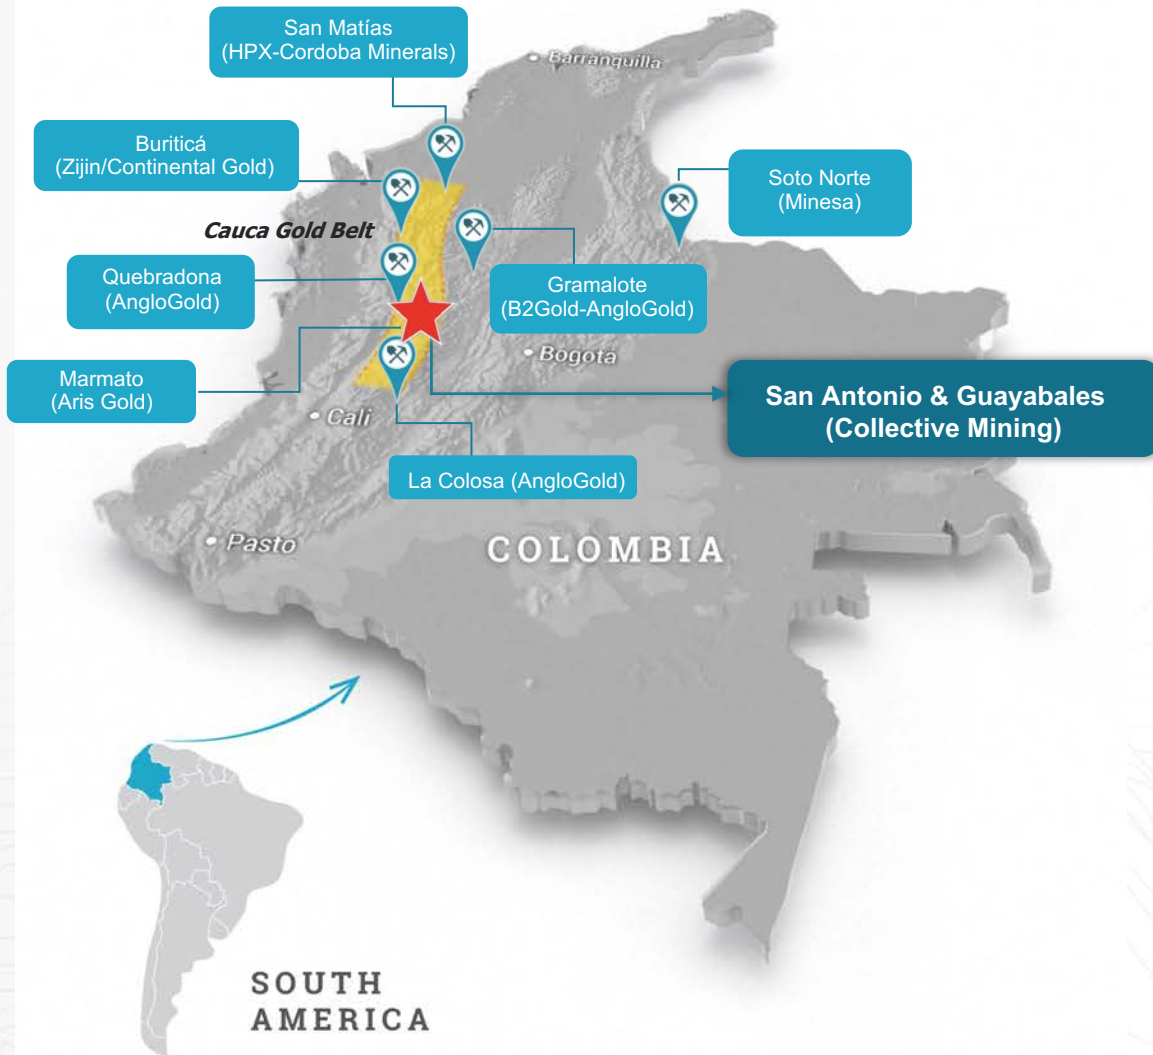 San Matías
(HPX-Cordoba Minerals)
Barranquilla
Buriticá
(Zijin/Continental Gold)
Soto Norte
(Minesa)
Cauca Gold Belt
Quebradona
(AngloGold)
Gramalote
(B2Gold-AngloGold)
Bogotá
Marmato
(Aris Gold)
San Antonio & Guayabales
(Collective Mining)
Cali
La Colosa (AngloGold)
Pasto
COLOMBIA
SOUTH
AMERICA